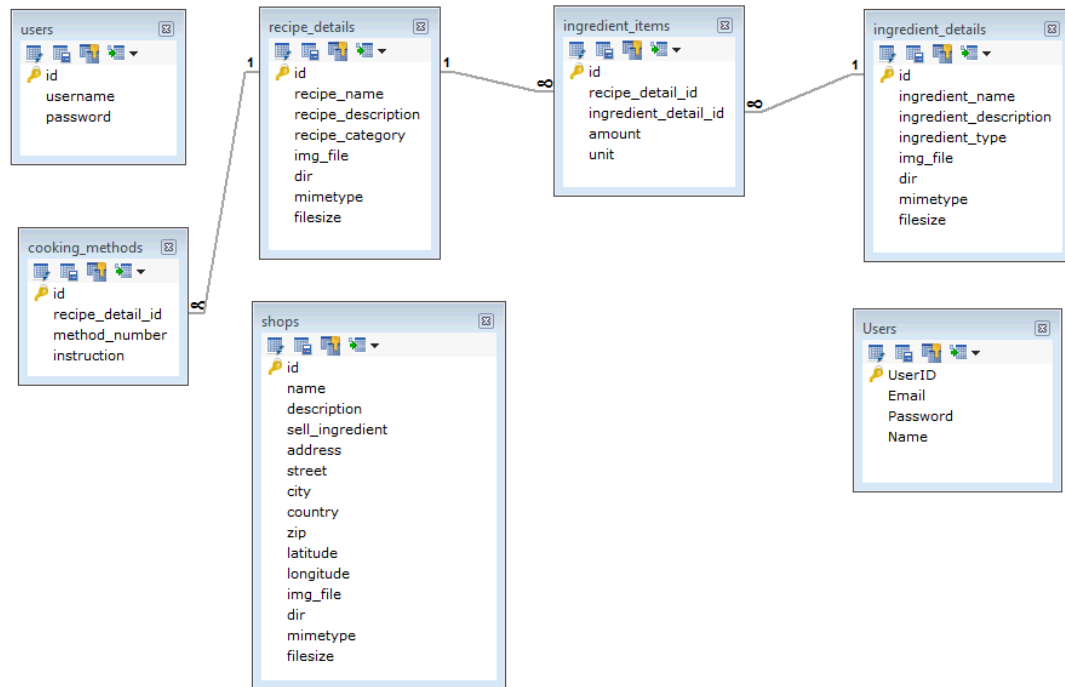 users
id
username
password
recipe_details
id
recipe_name
recipe_description
recipe_category
img_file
dir
mimetype
filesize
ingredient_items
id
recipe_detail_id
ingredient_detail_id
amount
unit
ingredient_details
id
ingredient_name
ingredient_description
ingredient_type
img_file
dir
mimetype
filesize
1
1
∞
∞
1
cooking_methods
id
recipe_detail_id
method_number
instruction
∞
shops
id
name
description
sell_ingredient
address
street
city
country
zip
latitude
longitude
img_file
dir
mimetype
filesize
Users
UserID
Email
Password
Name